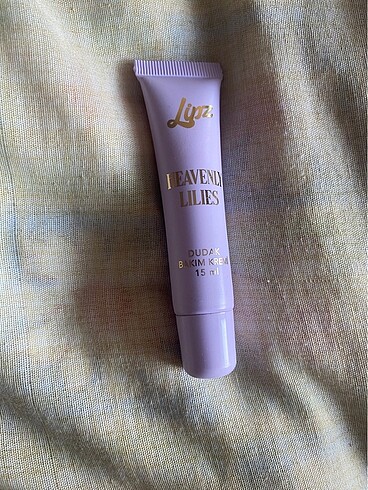 Lipz
HEAVENLY
LILIES
DUDAK
BAKIM KREMİ
15 ml